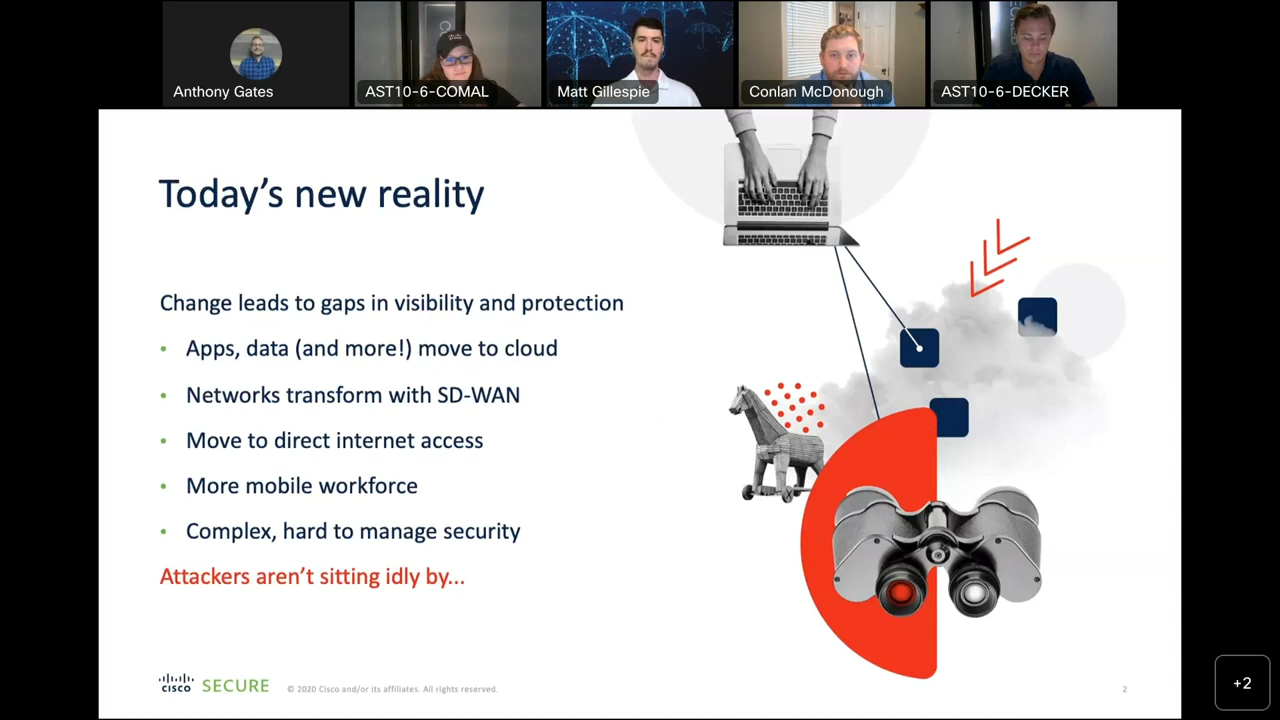 Anthony Gates
AST10-6-COMAL
Matt Gillespie
Conlan McDonough
AST10-6-DECKER
Today's new reality
Change leads to gaps in visibility and protection
• Apps, data (and more!) move to cloud
• Networks transform with SD-WAN
• Move to direct internet access
• More mobile workforce
• Complex, hard to manage security
Attackers aren't sitting idly by...
CISCO SECURE © 2020 Cisco and/or its affiliates. All rights reserved.
2
+2